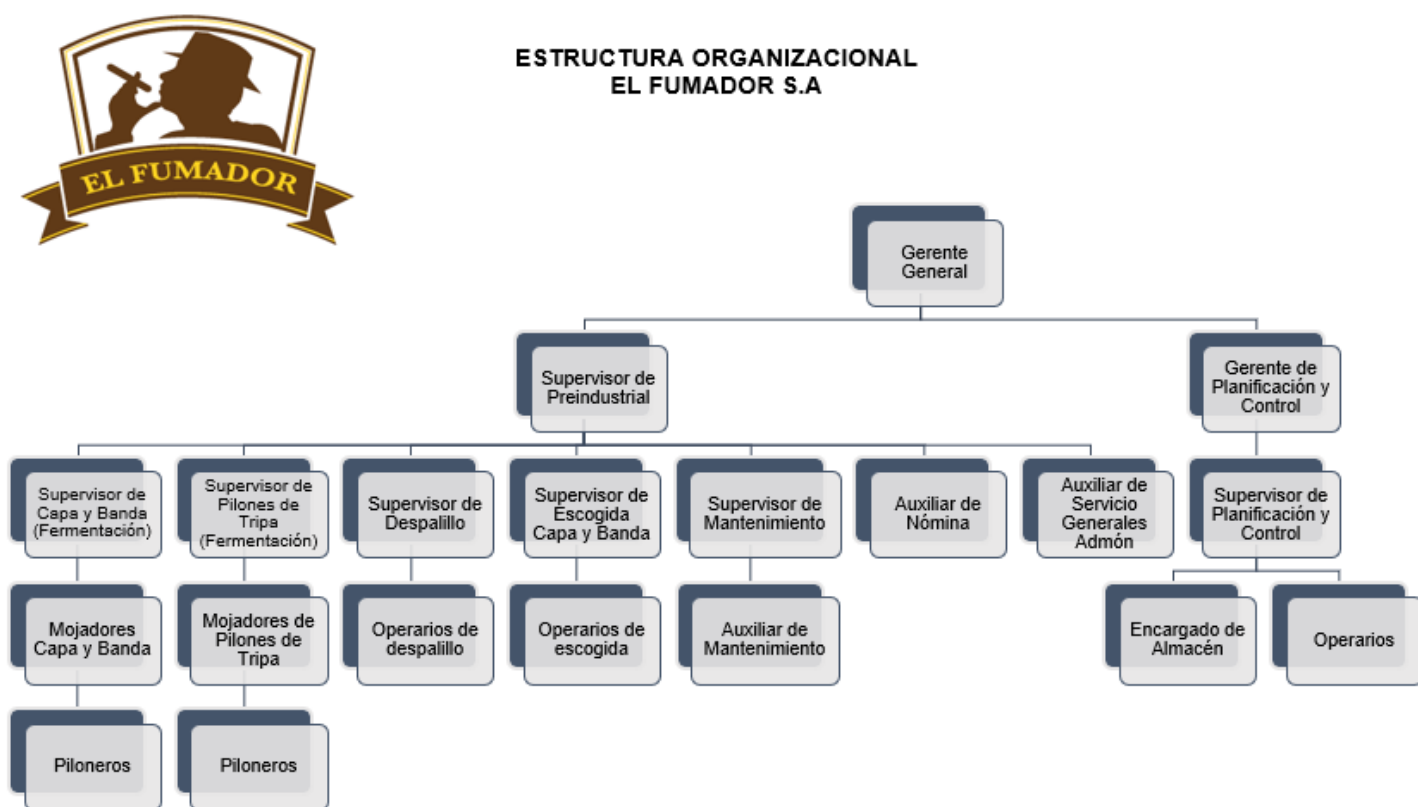 ESTRUCTURA ORGANIZACIONAL
EL FUMADOR S.A
EL FUMADOR
Gerente
General
Supervisor de
Preindustrial
Gerente de
Planificación y
Control
Supervisor de
Capa y Banda
(Fermentación)
Supervisor de
Pilones de
Tripa
(Fermentación)
Supervisor de
Despalillo
Supervisor de
Escogida
Capa y Banda
Supervisor de
Mantenimiento
Auxiliar de
Nómina
Auxiliar de
Servicio
Generales
Admón
Supervisor de
Planificación y
Control
Mojadores
Capa y Banda
Mojadores de
Pilones de
Tripa
Operarios de
despalillo
Operarios de
escogida
Auxiliar de
Mantenimiento
Encargado de
Almacén
Operarios
Piloneros
Piloneros